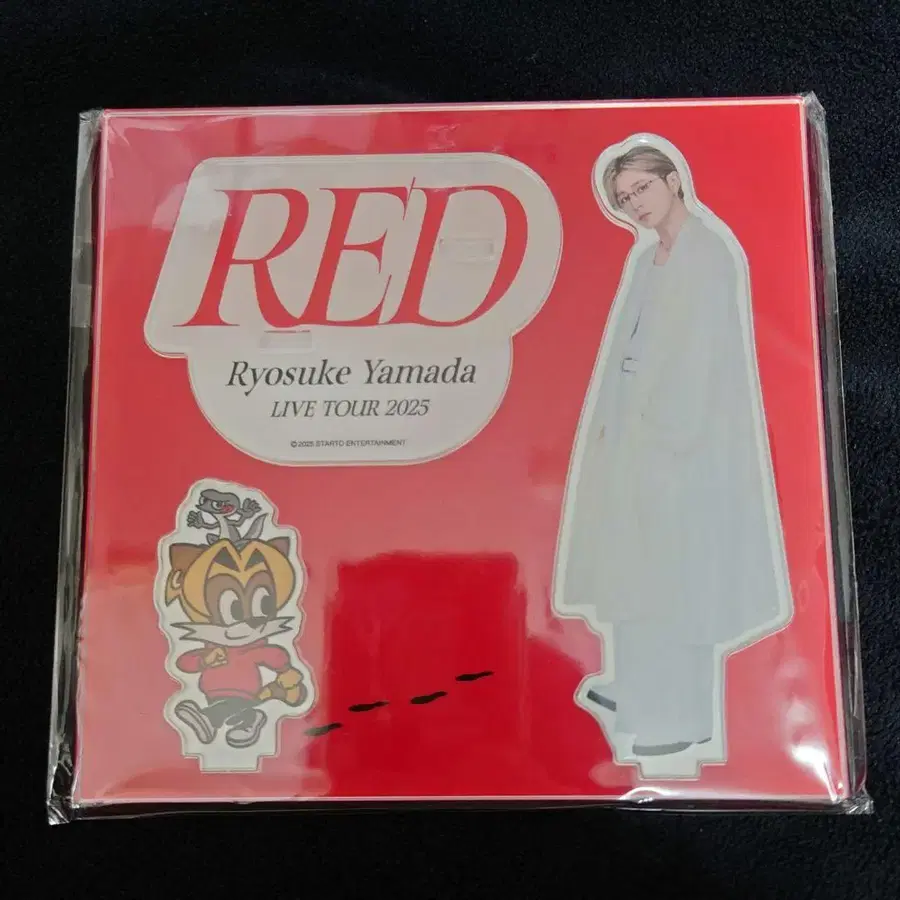 RED
Ryosuke Yamada
LIVE TOUR 2025
©2025 STARTO ENTERTAINMENT